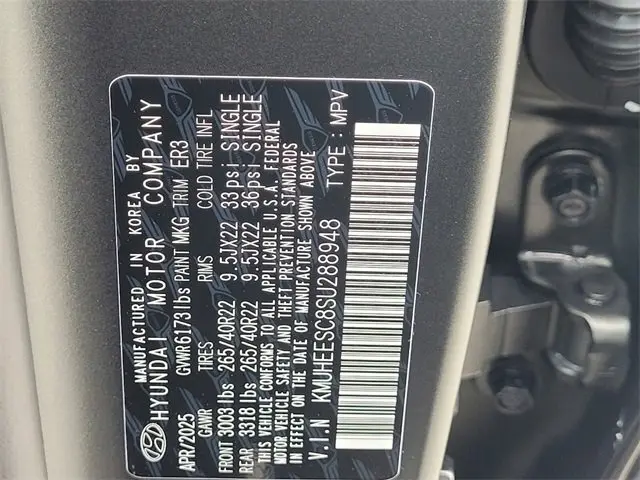 MANUFACTURED IN KOREA BY
HYUNDAI MOTOR COMPANY
APR/2025 GVWR 6173 lbs PAINT MKG TRIM ER3
GAWR TIRES RIMS COLD TIRE INFL
FRONT 3003 lbs 265/40R22 9.5JX22 33psi SINGLE
REAR 3318 lbs 265/40R22 9.5JX22 36psi SINGLE
THIS VEHICLE CONFORMS TO ALL APPLICABLE U.S.A. FEDERAL
MOTOR VEHICLE SAFETY AND THEFT PREVENTION STANDARDS
IN EFFECT ON THE DATE OF MANUFACTURE SHOWN ABOVE
V.I.N KMUHEESC8SU288948 TYPE : MPV